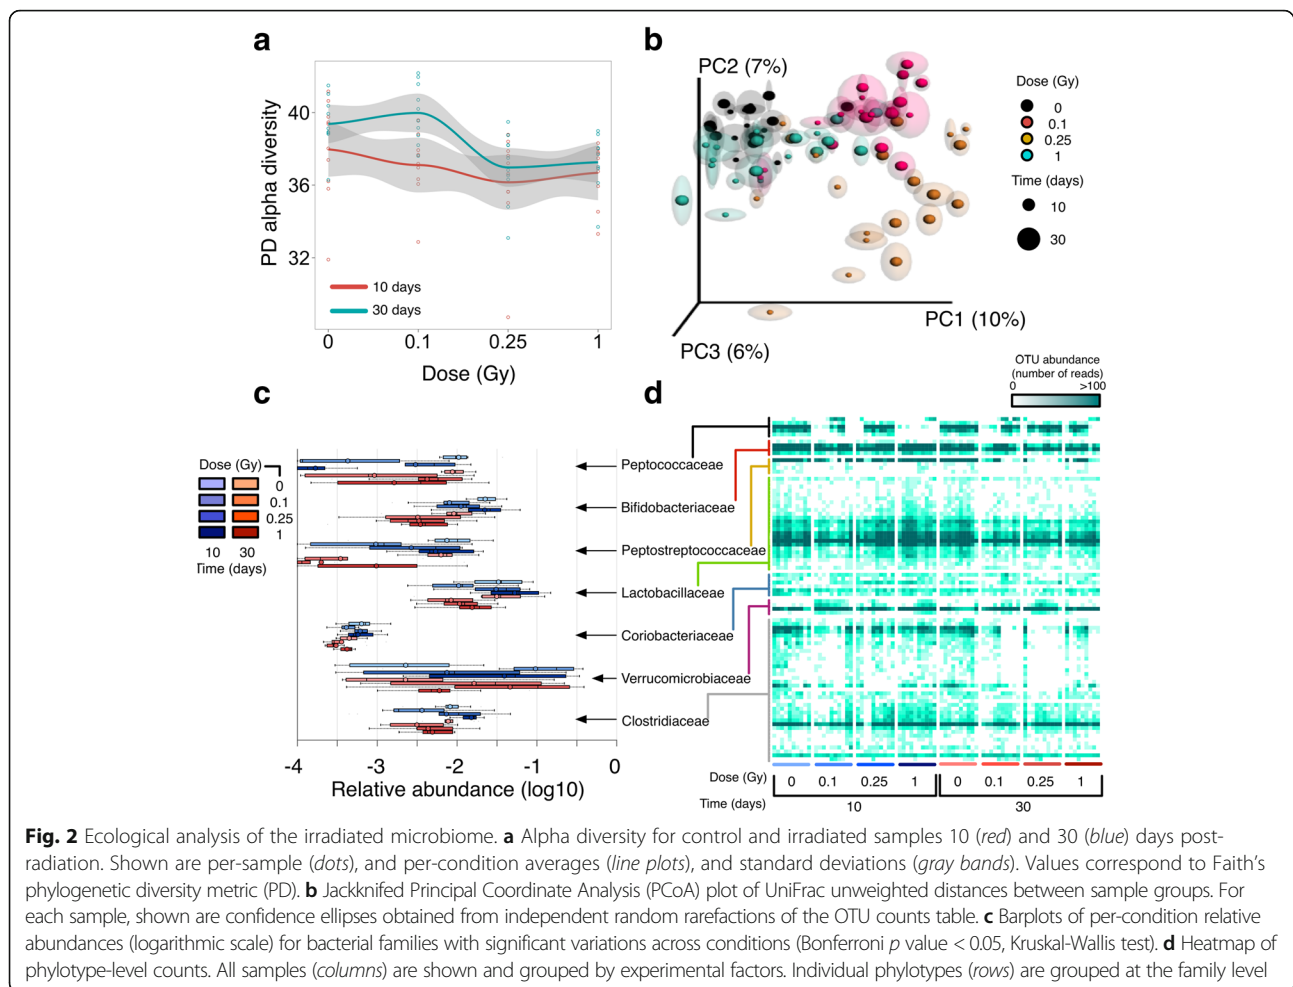 a
PD alpha diversity
40
36
32
10 days
30 days
0 0.1 0.25 1
Dose (Gy)
b
PC2 (7%)
PC1 (10%)
PC3 (6%)
Dose (Gy)
0
0.1
0.25
1
Time (days)
10
30
c
Dose (Gy)
0
0.1
0.25
1
10 30
Time (days)
Peptococcaceae
Bifidobacteriaceae
Peptostreptococcaceae
Lactobacillaceae
Coriobacteriaceae
Verrucomicrobiaceae
Clostridiaceae
-4 -3 -2 -1 0
Relative abundance (log10)
d
OTU abundance
(number of reads)
0 >100
Dose (Gy) 0 0.1 0.25 1 0 0.1 0.25 1
Time (days) 10 30
Fig. 2 Ecological analysis of the irradiated microbiome. a Alpha diversity for control and irradiated samples 10 (red) and 30 (blue) days post-
radiation. Shown are per-sample (dots), and per-condition averages (line plots), and standard deviations (gray bands). Values correspond to Faith's
phylogenetic diversity metric (PD). b Jackknifed Principal Coordinate Analysis (PCoA) plot of UniFrac unweighted distances between sample groups. For
each sample, shown are confidence ellipses obtained from independent random rarefactions of the OTU counts table. c Barplots of per-condition relative
abundances (logarithmic scale) for bacterial families with significant variations across conditions (Bonferroni p value < 0.05, Kruskal-Wallis test). d Heatmap of
phylotype-level counts. All samples (columns) are shown and grouped by experimental factors. Individual phylotypes (rows) are grouped at the family level